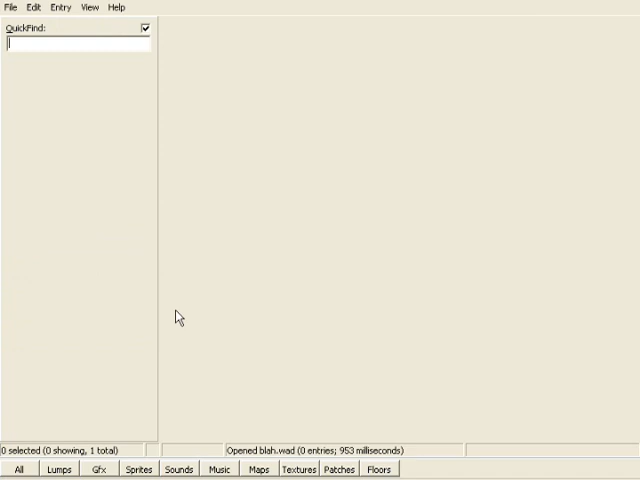 File Edit Entry View Help
QuickFind:
0 selected (0 showing, 1 total)
Opened blah.wad (0 entries; 953 milliseconds)
All Lumps Gfx Sprites Sounds Music Maps Textures Patches Floors